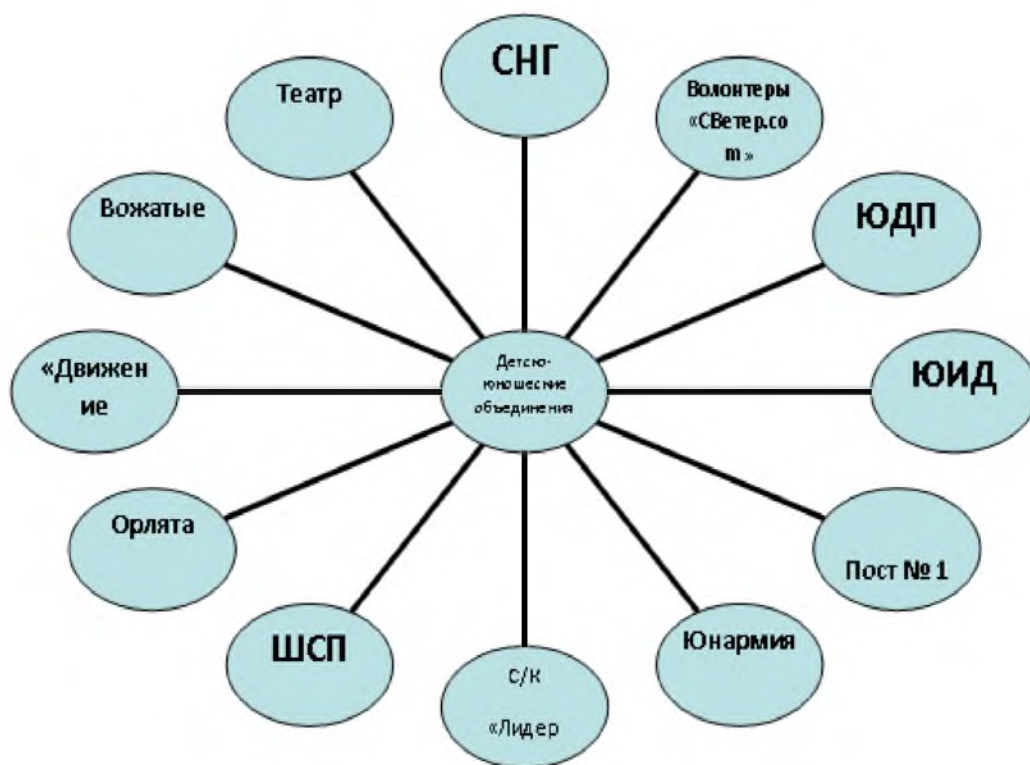 СНГ
Театр
Волонтеры
«СВетер.со
m»
Вожатые
ЮДП
«Движен
ие
Детско-
юношеские
объединения
ЮИД
Орлята
Пост № 1
ШСП
Юнармия
С/К
«Лидер